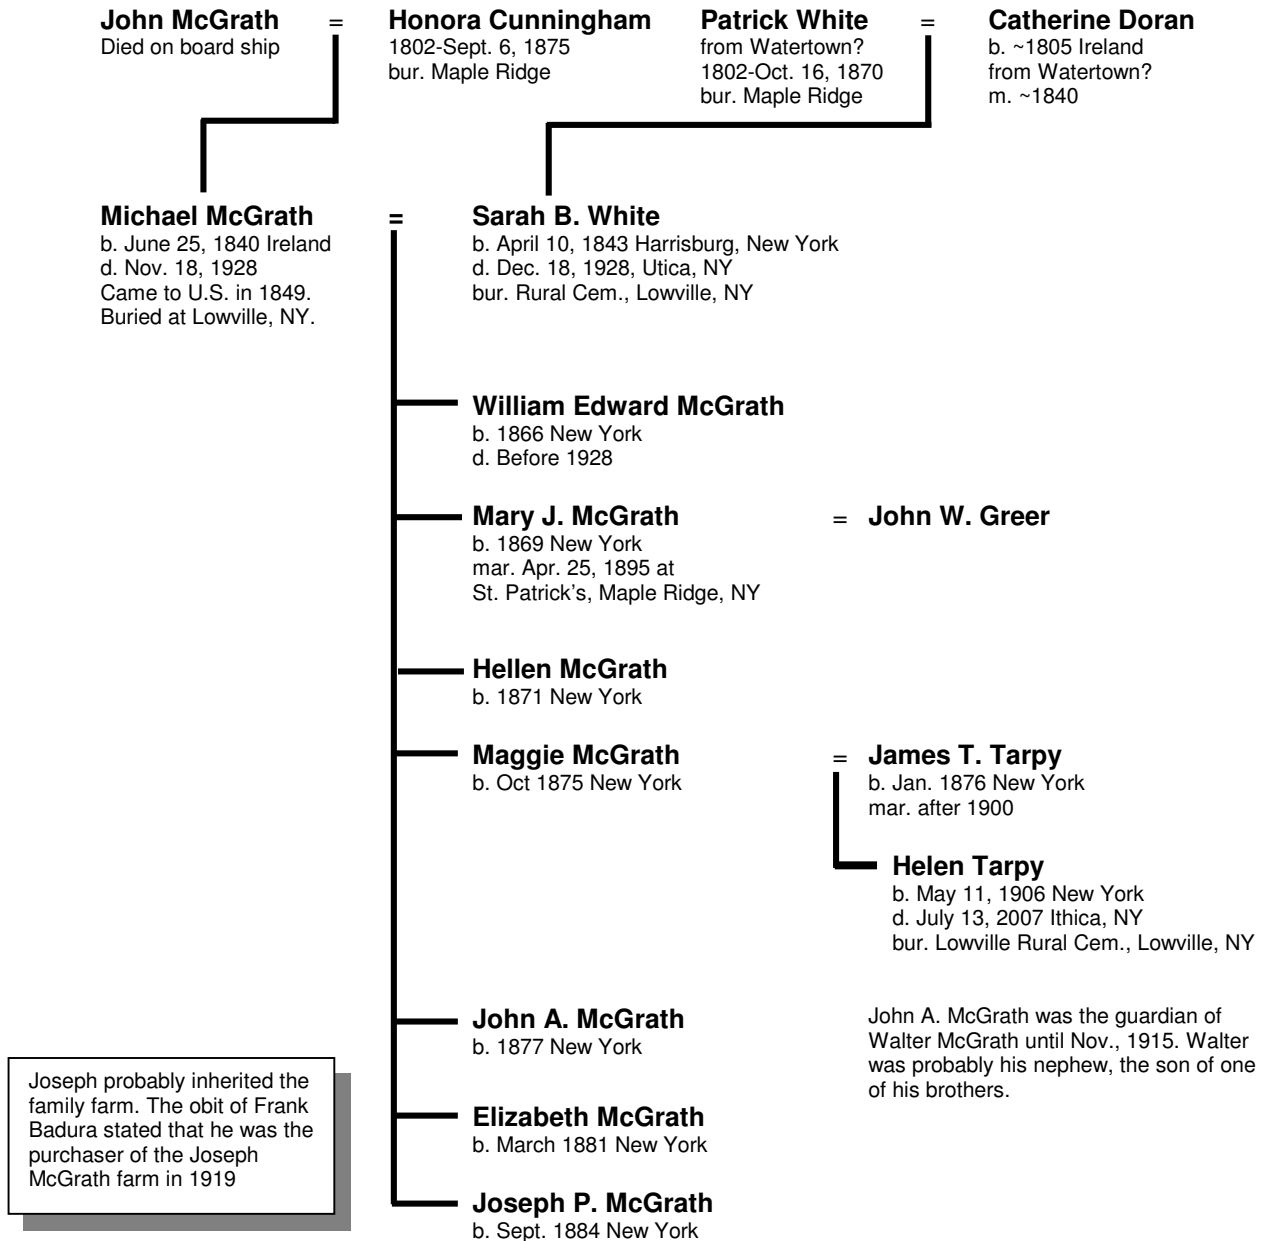 John McGrath = Honora Cunningham Patrick White = Catherine Doran
Died on board ship
1802-Sept. 6, 1875
bur. Maple Ridge
from Watertown?
1802-Oct. 16, 1870
bur. Maple Ridge
b. ~1805 Ireland
from Watertown?
m. ~1840
Michael McGrath = Sarah B. White
b. June 25, 1840 Ireland
d. Nov. 18, 1928
Came to U.S. in 1849.
Buried at Lowville, NY.
b. April 10, 1843 Harrisburg, New York
d. Dec. 18, 1928, Utica, NY
bur. Rural Cem., Lowville, NY
William Edward McGrath
b. 1866 New York
d. Before 1928
Mary J. McGrath = John W. Greer
b. 1869 New York
mar. Apr. 25, 1895 at
St. Patrick's, Maple Ridge, NY
Hellen McGrath
b. 1871 New York
Maggie McGrath = James T. Tarpy
b. Oct 1875 New York
b. Jan. 1876 New York
mar. after 1900
Helen Tarpy
b. May 11, 1906 New York
d. July 13, 2007 Ithica, NY
bur. Lowville Rural Cem., Lowville, NY
John A. McGrath
b. 1877 New York
John A. McGrath was the guardian of
Walter McGrath until Nov., 1915. Walter
was probably his nephew, the son of one
of his brothers.
Joseph probably inherited the
family farm. The obit of Frank
Badura stated that he was the
purchaser of the Joseph
McGrath farm in 1919
Elizabeth McGrath
b. March 1881 New York
Joseph P. McGrath
b. Sept. 1884 New York